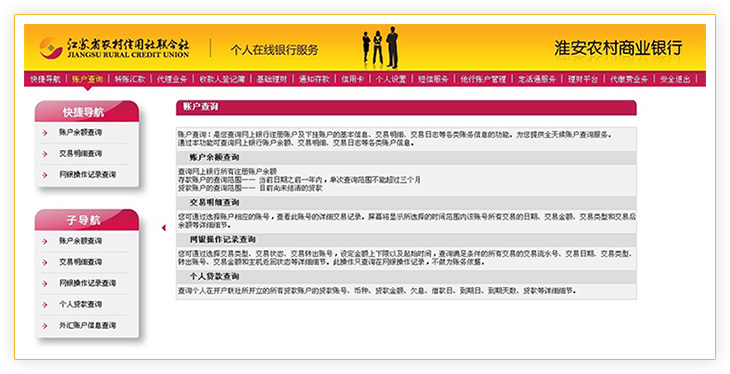 江苏省农村信用社联合社
JIANGSU RURAL CREDIT UNION
个人在线银行服务
淮安农村商业银行
快捷导航 | 账户查询 | 转账汇款 | 代理业务 | 收款人登记簿 | 基础理财 | 通知存款 | 信用卡 | 个人设置 | 短信服务 | 他行账户管理 | 定活通服务 | 理财平台 | 代缴费业务 | 安全退出 |
快捷导航
账户余额查询
交易明细查询
网银操作记录查询
子导航
账户余额查询
交易明细查询
网银操作记录查询
个人贷款查询
外汇账户信息查询
账户查询
账户查询：是您查询网上银行注册账户及下挂账户的基本信息、交易明细、交易日志等各类账务信息的功能。为您提供全天候账户查询服务。
通过本功能可查询网上银行账户余额、交易明细、交易日志等各类账户信息。
账户余额查询
查询网上银行所有注册账户余额
存款账户的查询范围—— 当前日期之前一年内，单次查询范围不能超过三个月
贷款账户的查询范围—— 目前尚未结清的贷款
交易明细查询
您可通过选择账户相应的账号，查看此账号的详细交易记录。屏幕将显示所选择的时间范围内该账号所有交易的日期、交易金额、交易类型和交易后
余额等详细细节。
网银操作记录查询
您可通过选择交易类型、交易状态、交易转出账号，设定金额上下限以及起始时间，查询满足条件的所有交易的交易流水号、交易日期、交易类型、
转出账号、交易金额和主机返回状态等详细细节。此操作只查询在网银操作记录，不做为账务依据。
个人贷款查询
查询个人在开户联社所开立的所有贷款账户的贷款账号、币种、贷款金额、欠息、借款日、到期日、到期天数、贷款等详细细节。